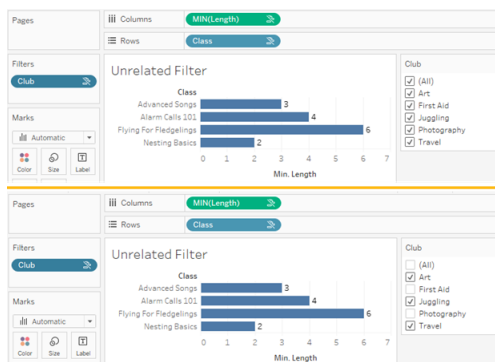 Pages
Columns
MIN(Length)
Rows
Class
Filters
Club
Marks
Automatic
Color
Size
Label
Unrelated Filter
Class
Advanced Songs
3
Alarm Calls 101
4
Flying For Fledgelings
6
Nesting Basics
2
0 1 2 3 4 5 6 7
Min. Length
Club
(All)
Art
First Aid
Juggling
Photography
Travel
Pages
Columns
MIN(Length)
Rows
Class
Filters
Club
Marks
Automatic
Color
Size
Label
Unrelated Filter
Class
Advanced Songs
3
Alarm Calls 101
4
Flying For Fledgelings
6
Nesting Basics
2
0 1 2 3 4 5 6 7
Min. Length
Club
(All)
Art
First Aid
Juggling
Photography
Travel